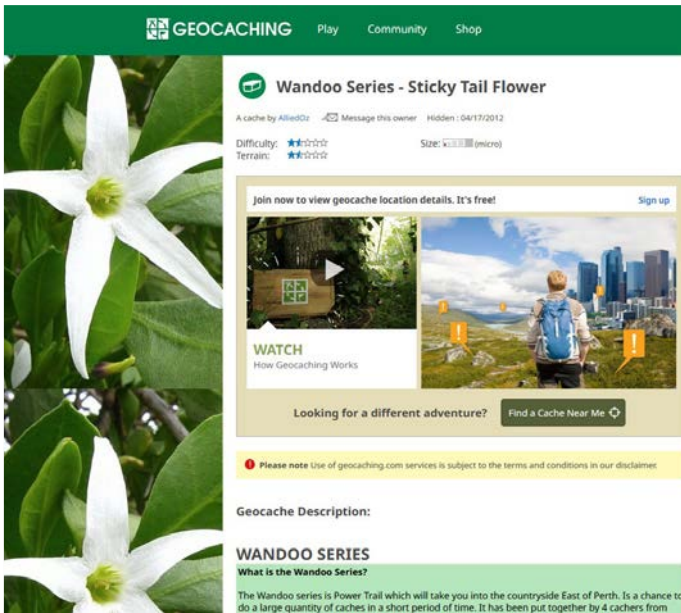 GEOCACHING Play Community Shop
Wandoo Series - Sticky Tail Flower
A cache by AlliedOz Message this owner Hidden : 04/17/2012
Difficulty: Size: (micro)
Terrain:
Join now to view geocache location details. It's free! Sign up
WATCH
How Geocaching Works
Looking for a different adventure? Find a Cache Near Me
Please note Use of geocaching.com services is subject to the terms and conditions in our disclaimer.
Geocache Description:
WANDOO SERIES
What is the Wandoo Series?
The Wandoo series is Power Trail which will take you into the countryside East of Perth. Is a chance to
do a large quantity of caches in a short period of time. It has been put together by 4 cachers from